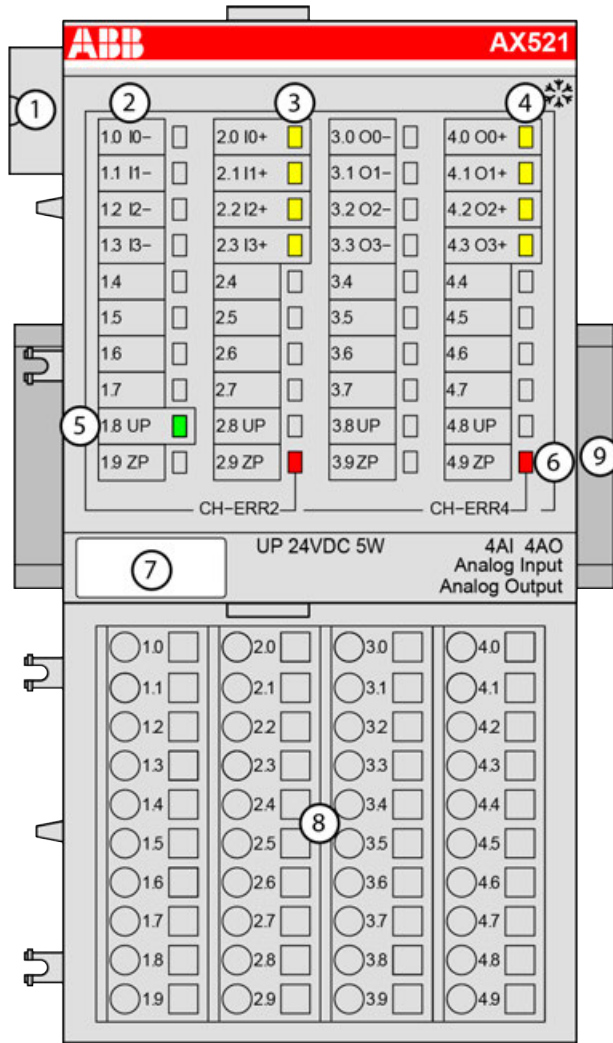 ABB AX521
1 2 3 4
1.0 I0− 2.0 I0+ 3.0 O0− 4.0 O0+
1.1 I1− 2.1 I1+ 3.1 O1− 4.1 O1+
1.2 I2− 2.2 I2+ 3.2 O2− 4.2 O2+
1.3 I3− 2.3 I3+ 3.3 O3− 4.3 O3+
1.4 2.4 3.4 4.4
1.5 2.5 3.5 4.5
1.6 2.6 3.6 4.6
1.7 2.7 3.7 4.7
5 1.8 UP 2.8 UP 3.8 UP 4.8 UP
1.9 ZP 2.9 ZP 3.9 ZP 4.9 ZP 6 9
CH−ERR2 CH−ERR4
7 UP 24VDC 5W 4AI 4AO
Analog Input
Analog Output
1.0 2.0 3.0 4.0
1.1 2.1 3.1 4.1
1.2 2.2 3.2 4.2
1.3 2.3 3.3 4.3
1.4 2.4 3.4 4.4
8
1.5 2.5 3.5 4.5
1.6 2.6 3.6 4.6
1.7 2.7 3.7 4.7
1.8 2.8 3.8 4.8
1.9 2.9 3.9 4.9